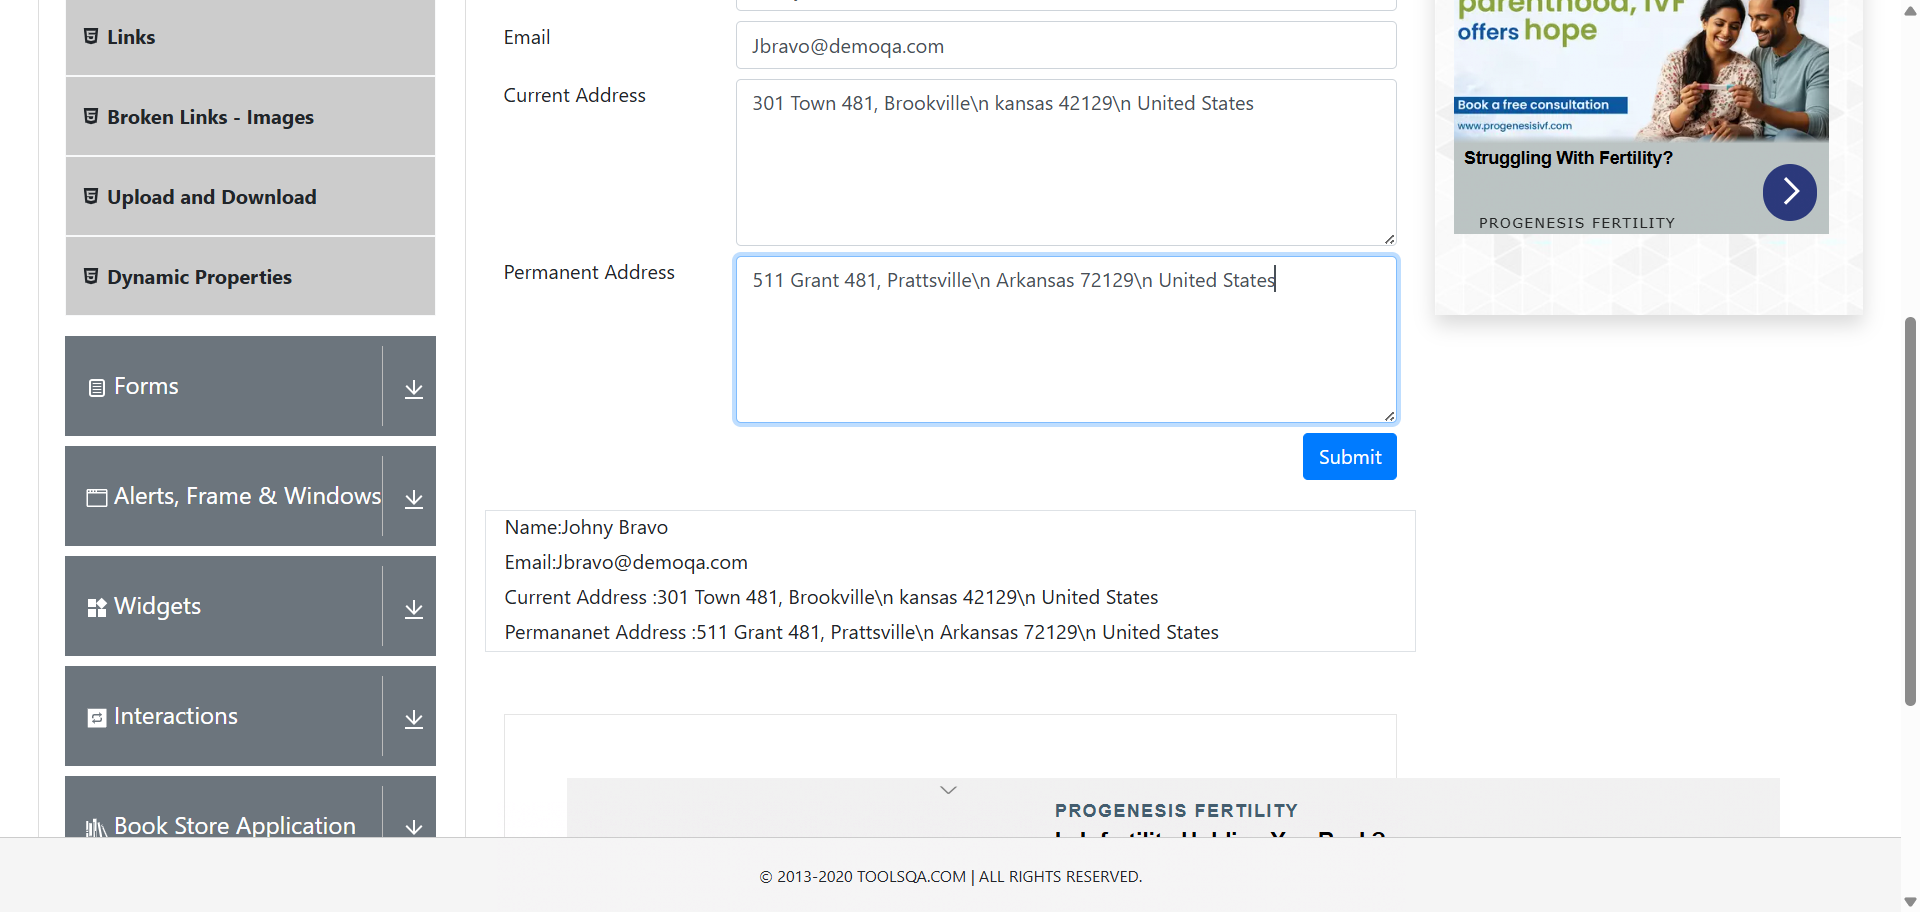 Links
Broken Links - Images
Upload and Download
Dynamic Properties
Forms
Alerts, Frame & Windows
Widgets
Interactions
Book Store Application
Email
Jbravo@demoqa.com
Current Address
301 Town 481, Brookville\n kansas 42129\n United States
Permanent Address
511 Grant 481, Prattsville\n Arkansas 72129\n United States
Submit
Name:Johny Bravo
Email:Jbravo@demoqa.com
Current Address :301 Town 481, Brookville\n kansas 42129\n United States
Permananet Address :511 Grant 481, Prattsville\n Arkansas 72129\n United States
parenthood, IVF
offers hope
Book a free consultation
www.progenesisivf.com
Struggling With Fertility?
PROGENESIS FERTILITY
PROGENESIS FERTILITY
© 2013-2020 TOOLSQA.COM | ALL RIGHTS RESERVED.